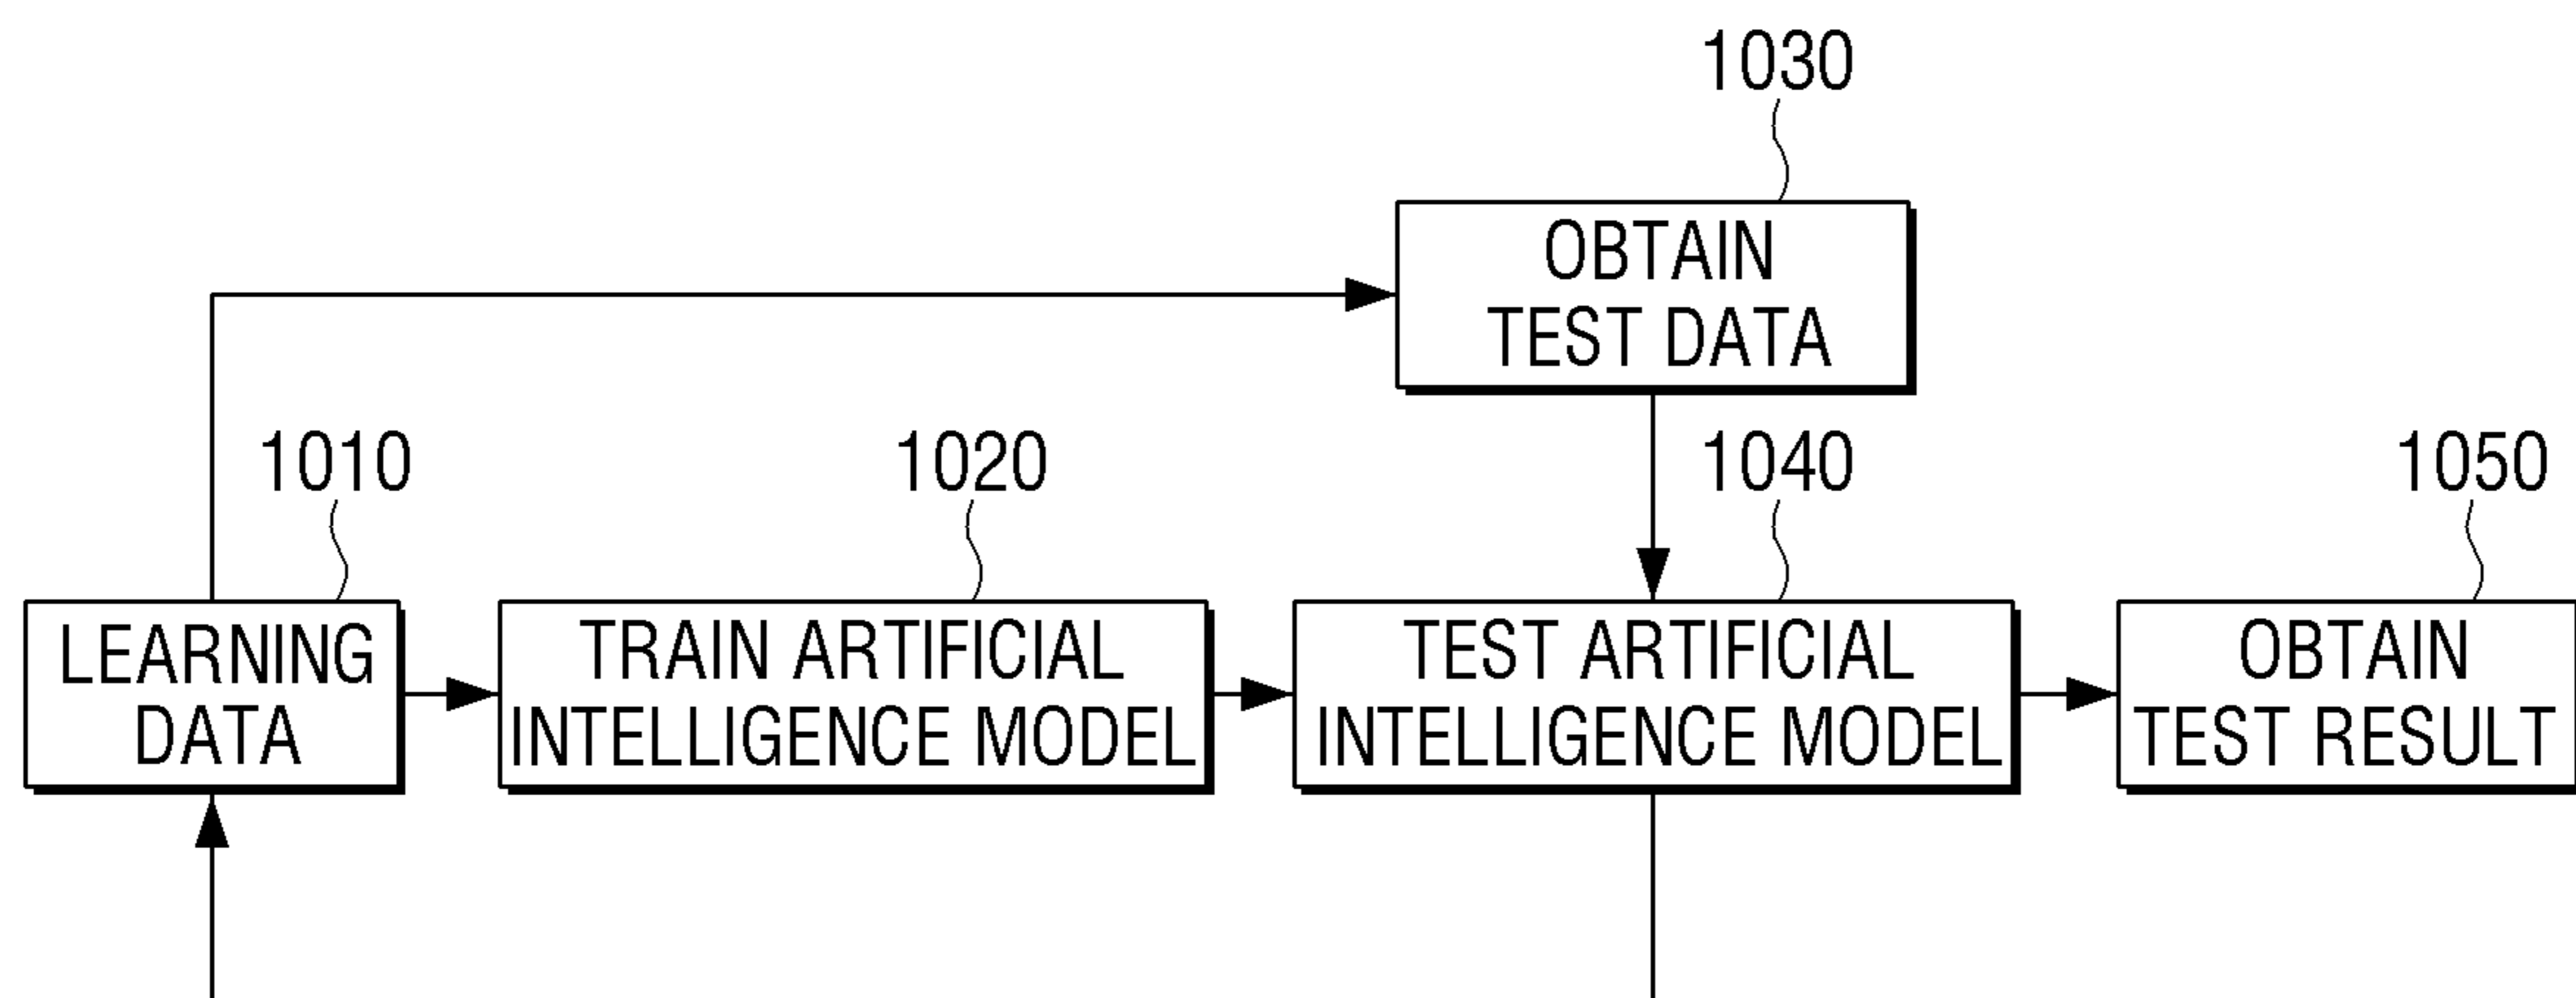 1030
OBTAIN
TEST DATA
1010
1020
1040
1050
LEARNING
DATA
TRAIN ARTIFICIAL
INTELLIGENCE MODEL
TEST ARTIFICIAL
INTELLIGENCE MODEL
OBTAIN
TEST RESULT